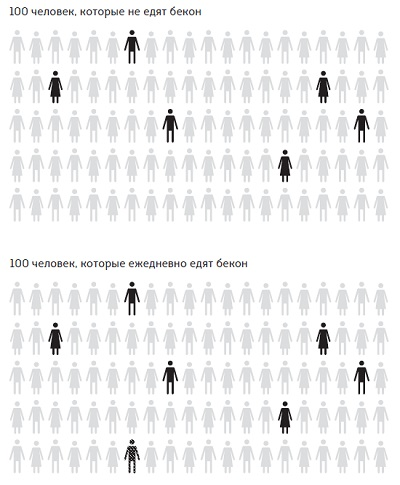 100 человек, которые не едят бекон
100 человек, которые ежедневно едят бекон